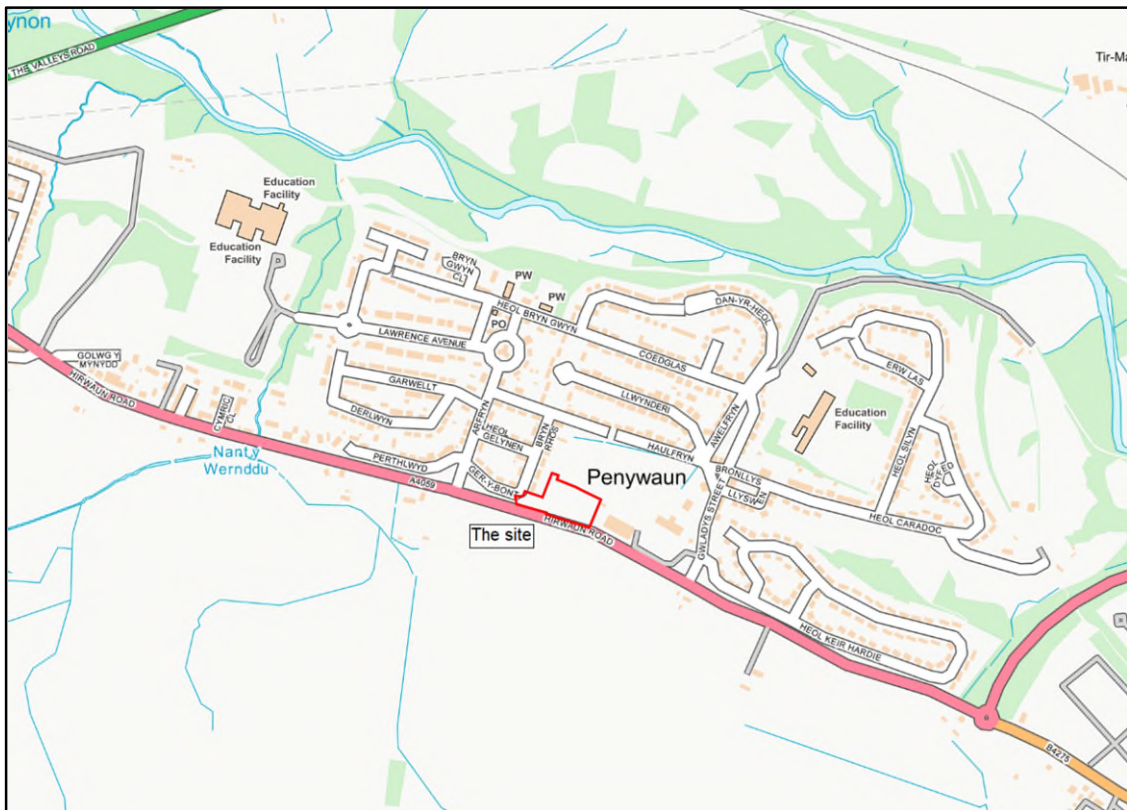 ynon
THE VALLEYS ROAD
Tir-Ma
Education
Facility
Education
Facility
BRYN
GWYN
CL
PW
PW
HEOL BRYN GWYN
PO
DAN-YR-HEOL
LAWRENCE AVENUE
COEDGLAS
ERW LAS
GOLWG Y
MYNYDD
HIRWAUN ROAD
GARWELLT
LLWYNDERI
AWELFRYN
Education
Facility
CYMRIC
CL
DERLWYN
ARFRYN
HEOL
GELYNEN
BRYN
RHOS
HAULFRYN
HEOL SILYN
HEOL
DYFED
Nant y
Wernddu
PERTHLWYD
A4059
GER-Y-BONT
Penywaun
BRONLLYS
LLYSWEN
GWLADYS STREET
HEOL CARADOC
The site
HIRWAUN ROAD
HEOL KEIR HARDIE
B4275